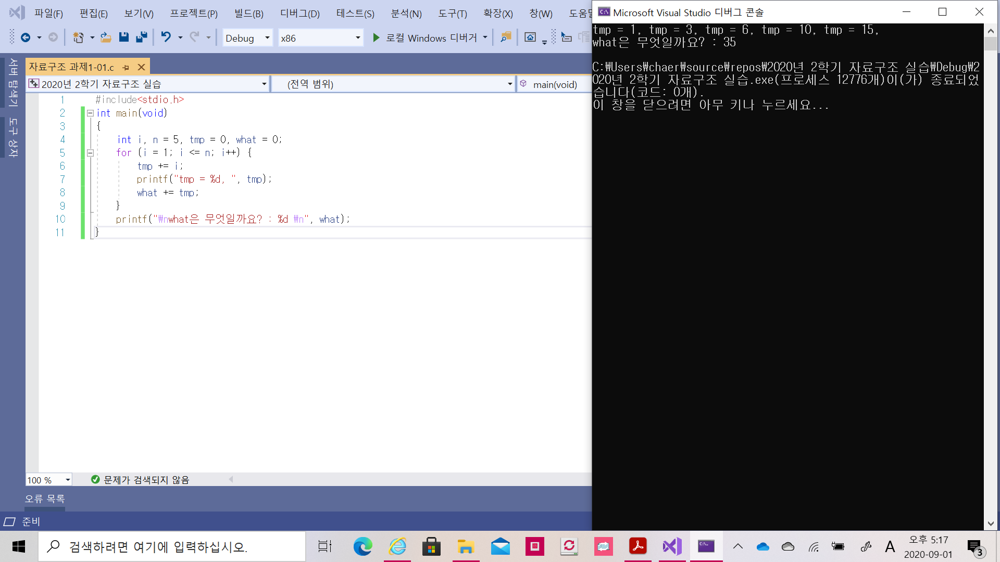 파일(F) 편집(E) 보기(V) 프로젝트(P) 빌드(B) 디버그(D) 테스트(S) 분석(N) 도구(T) 확장(X) 창(W)
Debug x86 로컬 Windows 디버거
서버 탐색기
도구 상자
자료구조 과제1-01.c
2020년 2학기 자료구조 실습 (전역 범위) main(void)
1 #include<stdio.h>
2 int main(void)
3 {
4 int i, n = 5, tmp = 0, what = 0;
5 for (i = 1; i <= n; i++) {
6 tmp += i;
7 printf("tmp = %d, ", tmp);
8 what += tmp;
9 }
10 printf("₩nwhat은 무엇일까요? : %d ₩n", what);
11 }
100 % 문제가 검색되지 않음
오류 목록
준비
Microsoft Visual Studio 디버그 콘솔
tmp = 1, tmp = 3, tmp = 6, tmp = 10, tmp = 15,
what은 무엇일까요? : 35
C:₩Users₩chaer₩source₩repos₩2020년 2학기 자료구조 실습₩Debug₩2
020년 2학기 자료구조 실습.exe(프로세스 12776개)이(가) 종료되었
습니다(코드: 0개).
이 창을 닫으려면 아무 키나 누르세요...
검색하려면 여기에 입력하십시오.
A
오후 5:17
2020-09-01
3